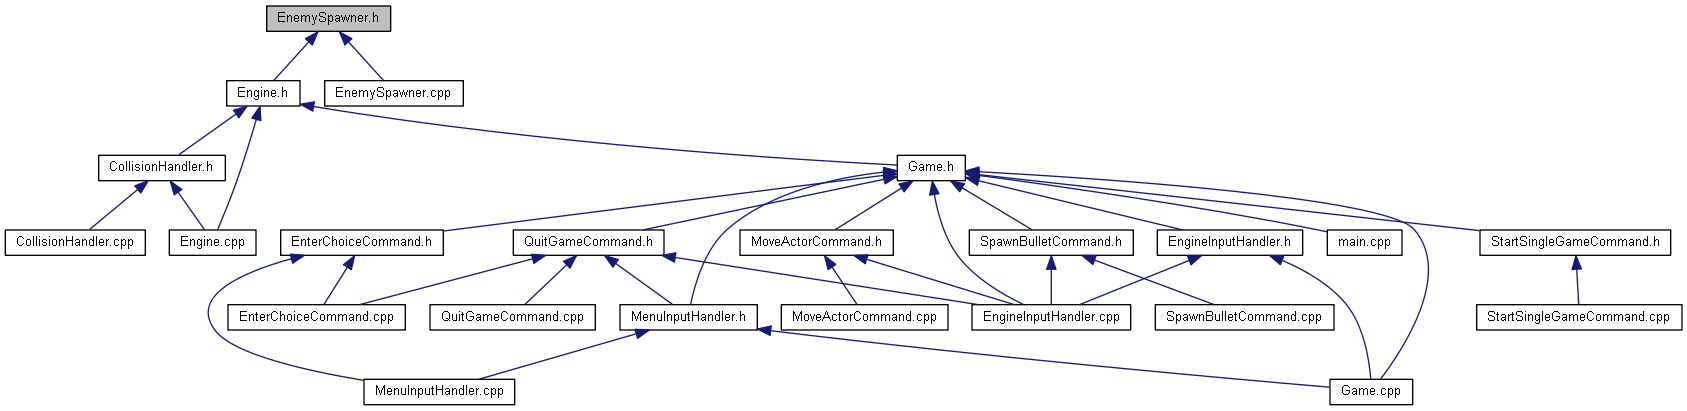 EnemySpawner.h
Engine.h
EnemySpawner.cpp
CollisionHandler.h
Game.h
CollisionHandler.cpp
Engine.cpp
EnterChoiceCommand.h
QuitGameCommand.h
MoveActorCommand.h
SpawnBulletCommand.h
EngineInputHandler.h
main.cpp
StartSingleGameCommand.h
EnterChoiceCommand.cpp
QuitGameCommand.cpp
MenuInputHandler.h
MoveActorCommand.cpp
EngineInputHandler.cpp
SpawnBulletCommand.cpp
StartSingleGameCommand.cpp
MenuInputHandler.cpp
Game.cpp